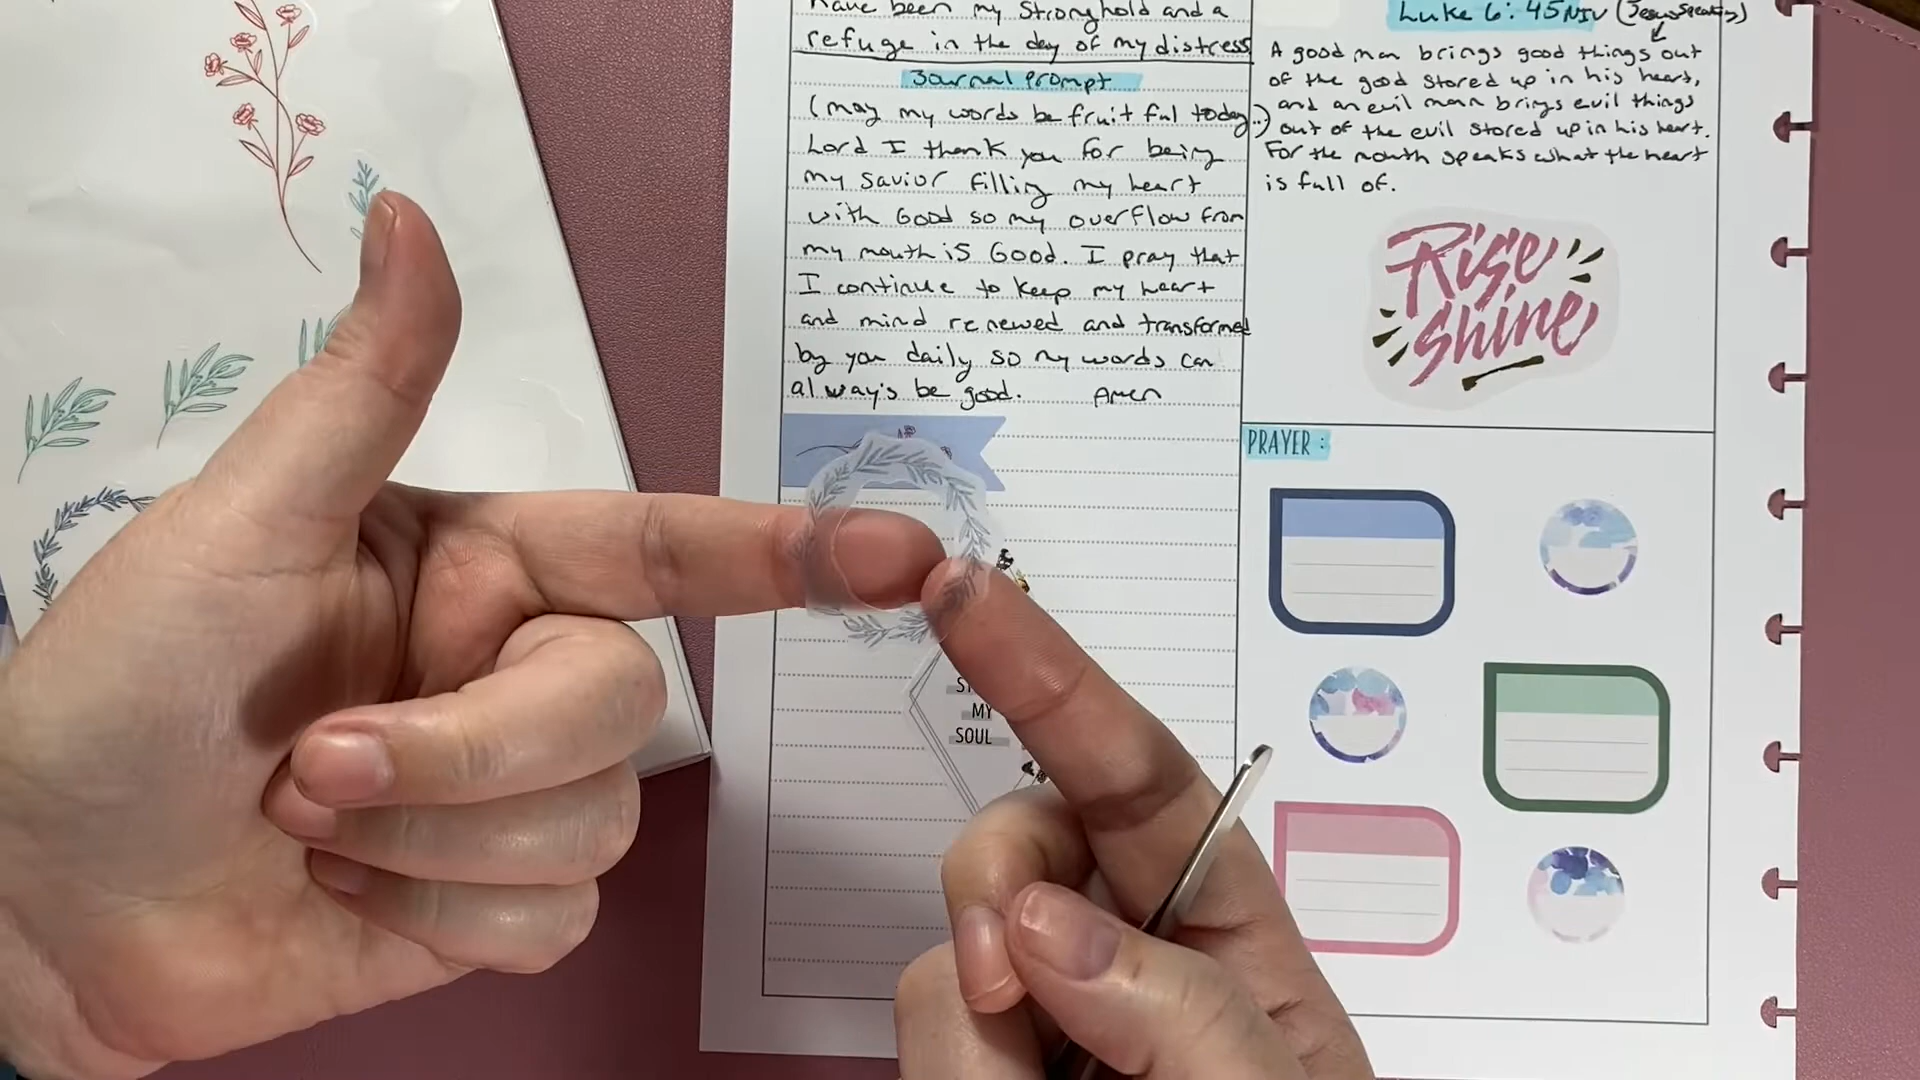 have been my stronghold and a
refuge in the day of my distress
Journal Prompt
(may my words be fruitful today..)
Lord I thank you for being
my savior filling my heart
with Good so my overflow from
my mouth is Good. I pray that
I continue to keep my heart
and mind renewed and transformed
by you daily so my words can
always be good. Amen
MY
SOUL
Luke 6:45 NIV (Jesus speaking)
A good man brings good things out
of the good stored up in his heart,
and an evil man brings evil things
out of the evil stored up in his heart.
For the mouth speaks what the heart
is full of.
Rise
shine
PRAYER: